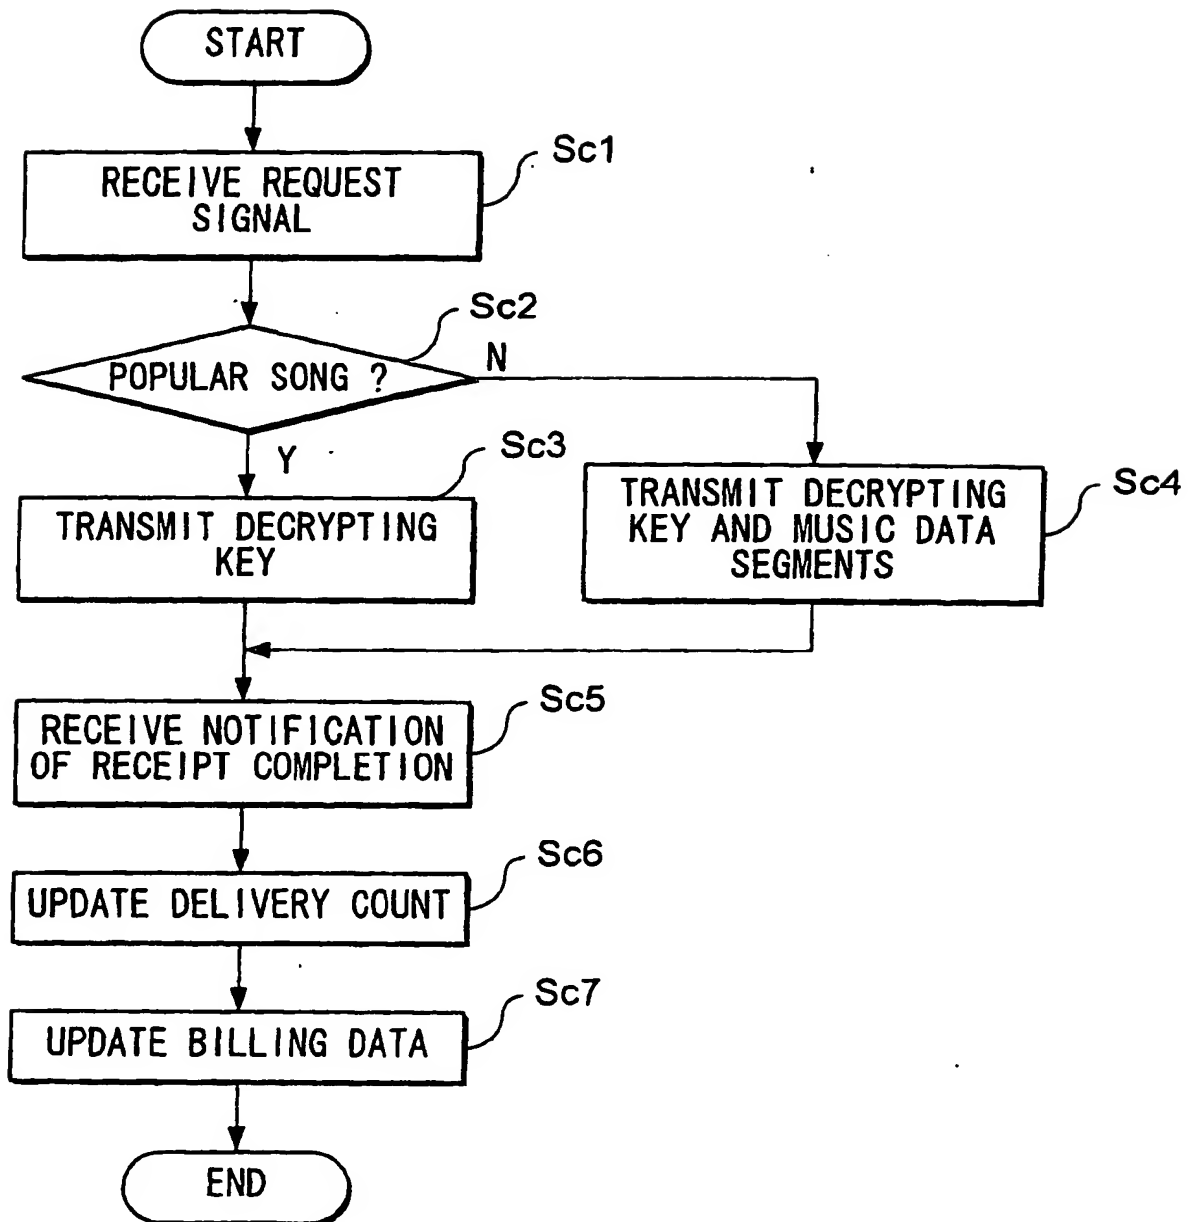 START
RECEIVE REQUEST
SIGNAL
Sc1
POPULAR SONG ?
Sc2
N
Y
TRANSMIT DECRYPTING
KEY
Sc3
TRANSMIT DECRYPTING
KEY AND MUSIC DATA
SEGMENTS
Sc4
RECEIVE NOTIFICATION
OF RECEIPT COMPLETION
Sc5
UPDATE DELIVERY COUNT
Sc6
UPDATE BILLING DATA
Sc7
END